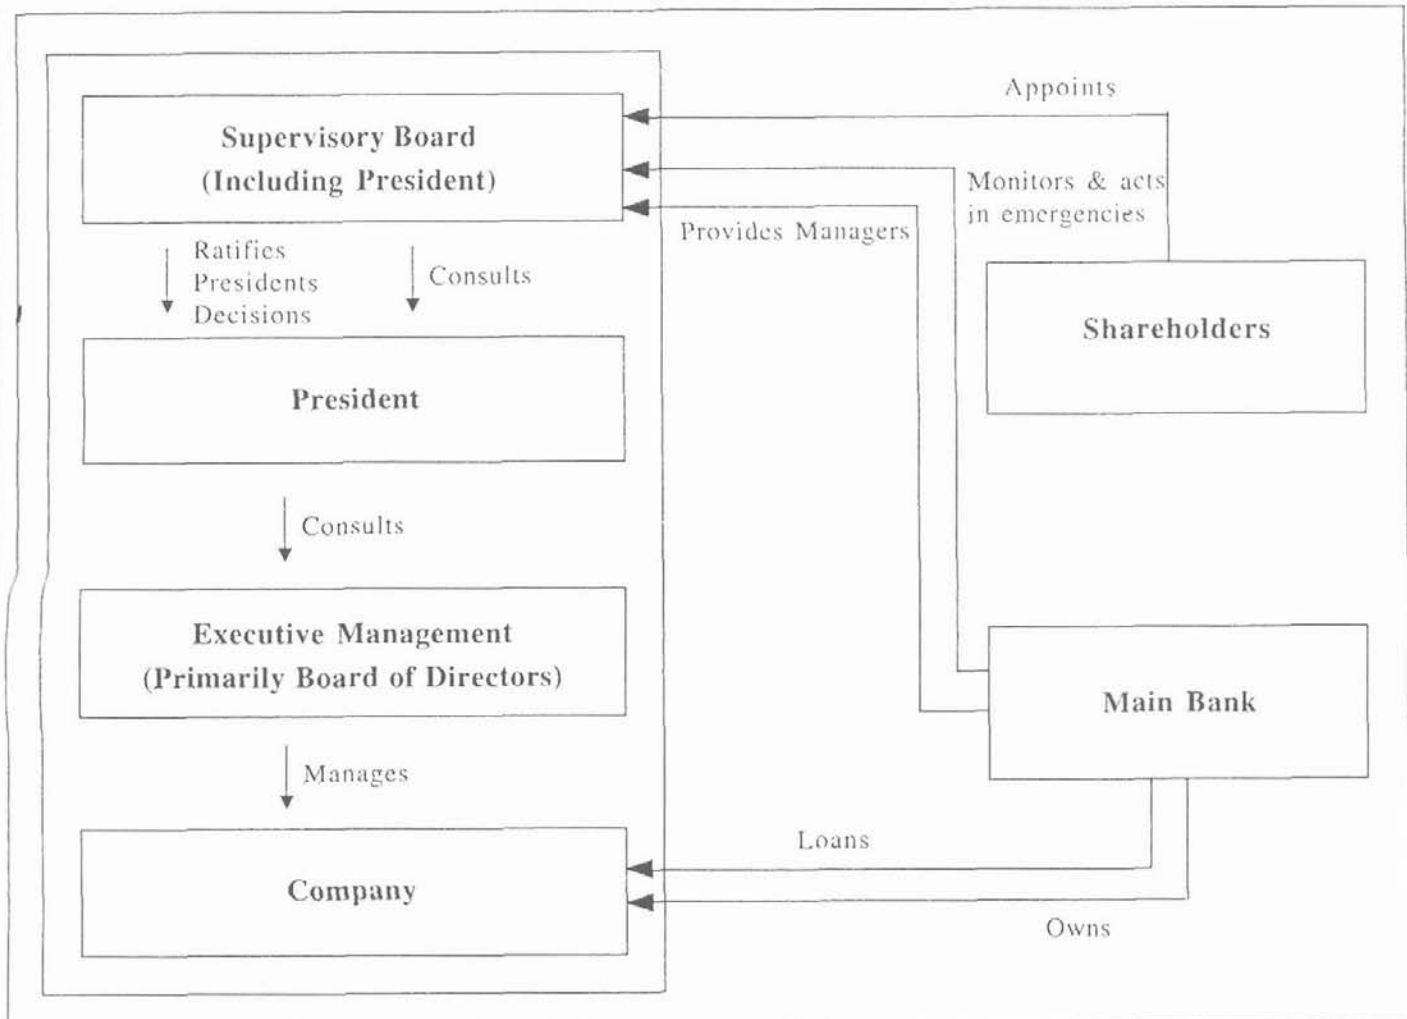 Appoints
Supervisory Board
(Including President)
Monitors & acts
in emergencies
Provides Managers
Ratifies
Presidents
Decisions
Consults
Shareholders
President
Consults
Executive Management
(Primarily Board of Directors)
Main Bank
Manages
Loans
Company
Owns